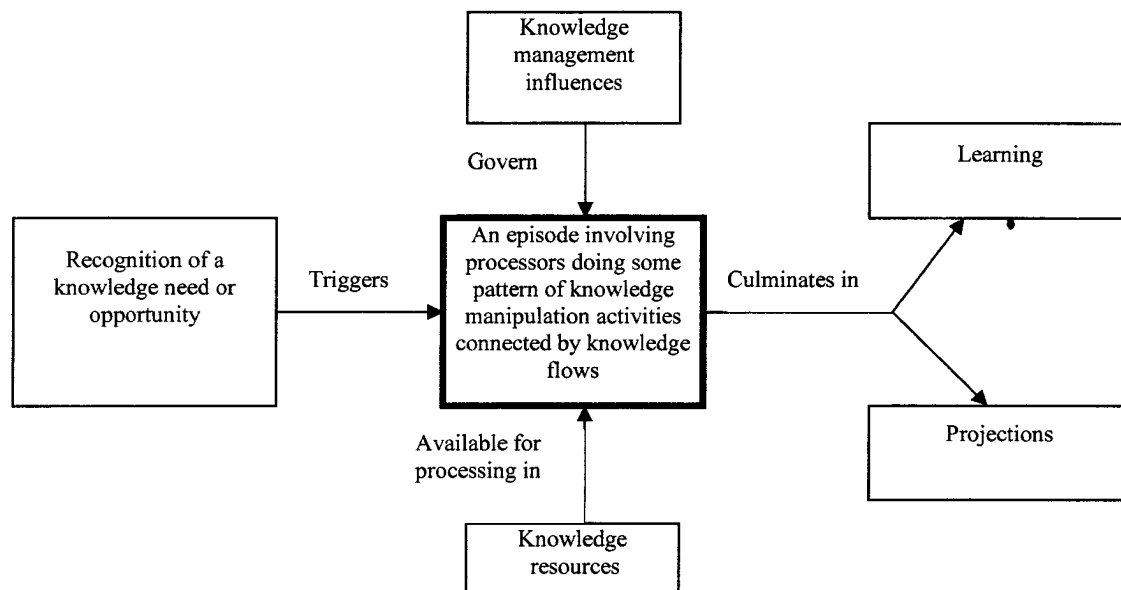 Knowledge
management
influences
Govern
Learning
Recognition of a
knowledge need or
opportunity
Triggers
An episode involving
processors doing some
pattern of knowledge
manipulation activities
connected by knowledge
flows
Culminates in
Available for
processing in
Projections
Knowledge
resources